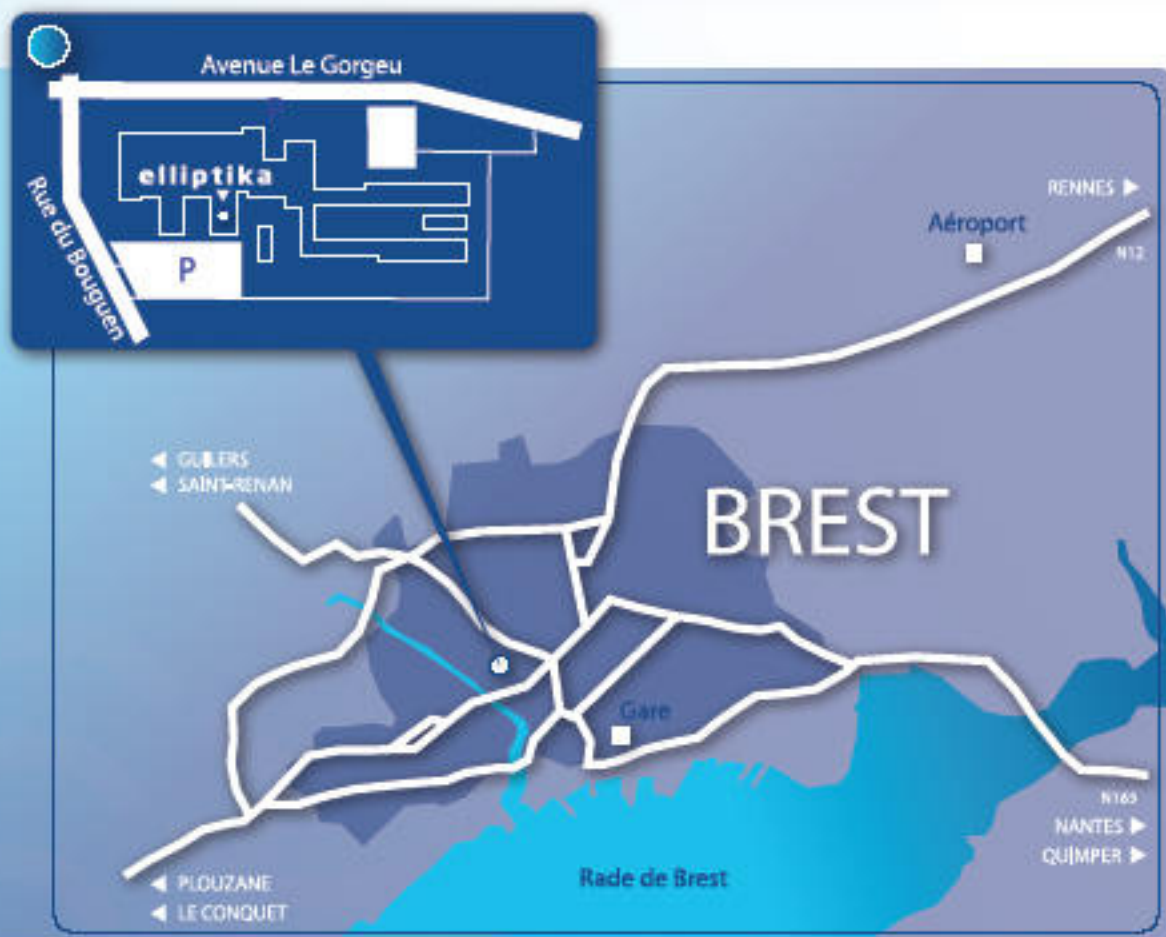 Avenue Le Gorgeu
elliptika
Rue du Bouguen
P
RENNES
Aéroport
N12
GUILERS
SAINT-RENAN
BREST
Gare
N165
NANTES
QUIMPER
Rade de Brest
PLOUZANE
LE CONQUET